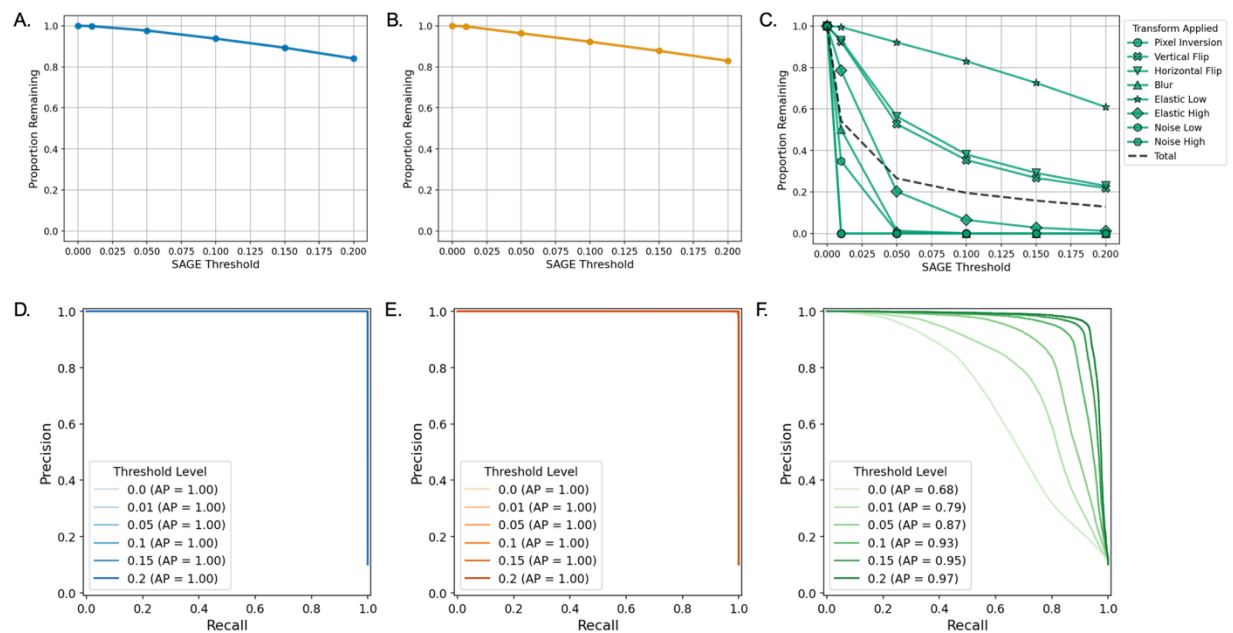 A.
Proportion Remaining
1.0
0.8
0.6
0.4
0.2
0.0
0.000 0.025 0.050 0.075 0.100 0.125 0.150 0.175 0.200
SAGE Threshold
B.
Proportion Remaining
1.0
0.8
0.6
0.4
0.2
0.0
0.000 0.025 0.050 0.075 0.100 0.125 0.150 0.175 0.200
SAGE Threshold
C.
Proportion Remaining
1.0
0.8
0.6
0.4
0.2
0.0
0.000 0.025 0.050 0.075 0.100 0.125 0.150 0.175 0.200
SAGE Threshold
Transform Applied
Pixel Inversion
Vertical Flip
Horizontal Flip
Blur
Elastic Low
Elastic High
Noise Low
Noise High
Total
D.
Precision
1.0
0.8
0.6
0.4
0.2
0.0
Threshold Level
0.0 (AP = 1.00)
0.01 (AP = 1.00)
0.05 (AP = 1.00)
0.1 (AP = 1.00)
0.15 (AP = 1.00)
0.2 (AP = 1.00)
0.0 0.2 0.4 0.6 0.8 1.0
Recall
E.
Precision
1.0
0.8
0.6
0.4
0.2
0.0
Threshold Level
0.0 (AP = 1.00)
0.01 (AP = 1.00)
0.05 (AP = 1.00)
0.1 (AP = 1.00)
0.15 (AP = 1.00)
0.2 (AP = 1.00)
0.0 0.2 0.4 0.6 0.8 1.0
Recall
F.
Precision
1.0
0.8
0.6
0.4
0.2
0.0
Threshold Level
0.0 (AP = 0.68)
0.01 (AP = 0.79)
0.05 (AP = 0.87)
0.1 (AP = 0.93)
0.15 (AP = 0.95)
0.2 (AP = 0.97)
0.0 0.2 0.4 0.6 0.8 1.0
Recall